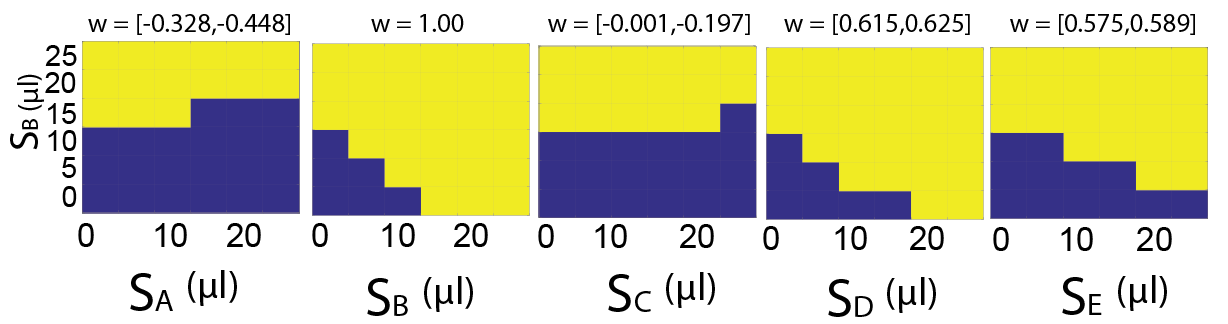 w = [-0.328,-0.448]
w = 1.00
w = [-0.001,-0.197]
w = [0.615,0.625]
w = [0.575,0.589]
SB (µl)
25
20
15
10
5
0
0 10 20
0 10 20
0 10 20
0 10 20
0 10 20
SA (µl)
SB (µl)
SC (µl)
SD (µl)
SE (µl)